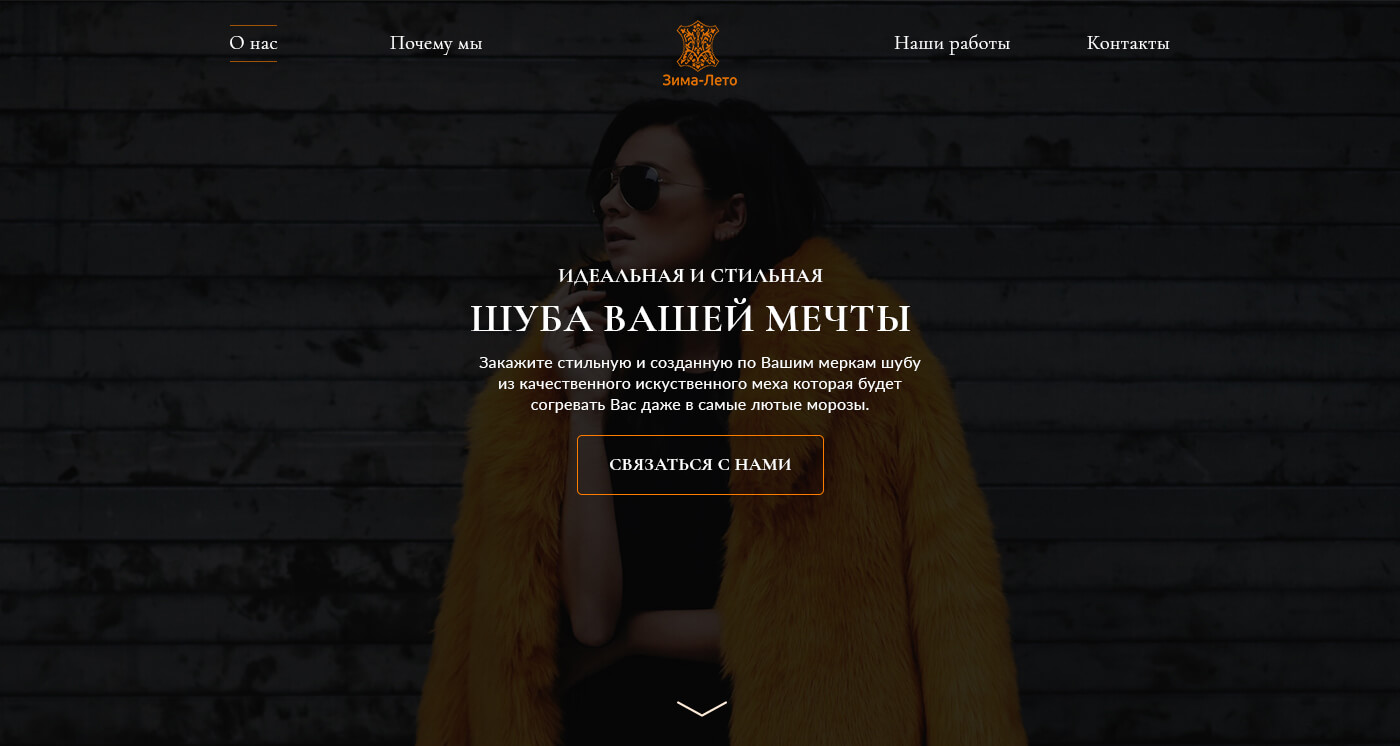 О нас
Почему мы
Зима-Лето
Наши работы
Контакты
ИДЕАЛЬНАЯ И СТИЛЬНАЯ
ШУБА ВАШЕЙ МЕЧТЫ
Закажите стильную и созданную по Вашим меркам шубу
из качественного искуственного меха которая будет
согревать Вас даже в самые лютые морозы.
СВЯЗАТЬСЯ С НАМИ